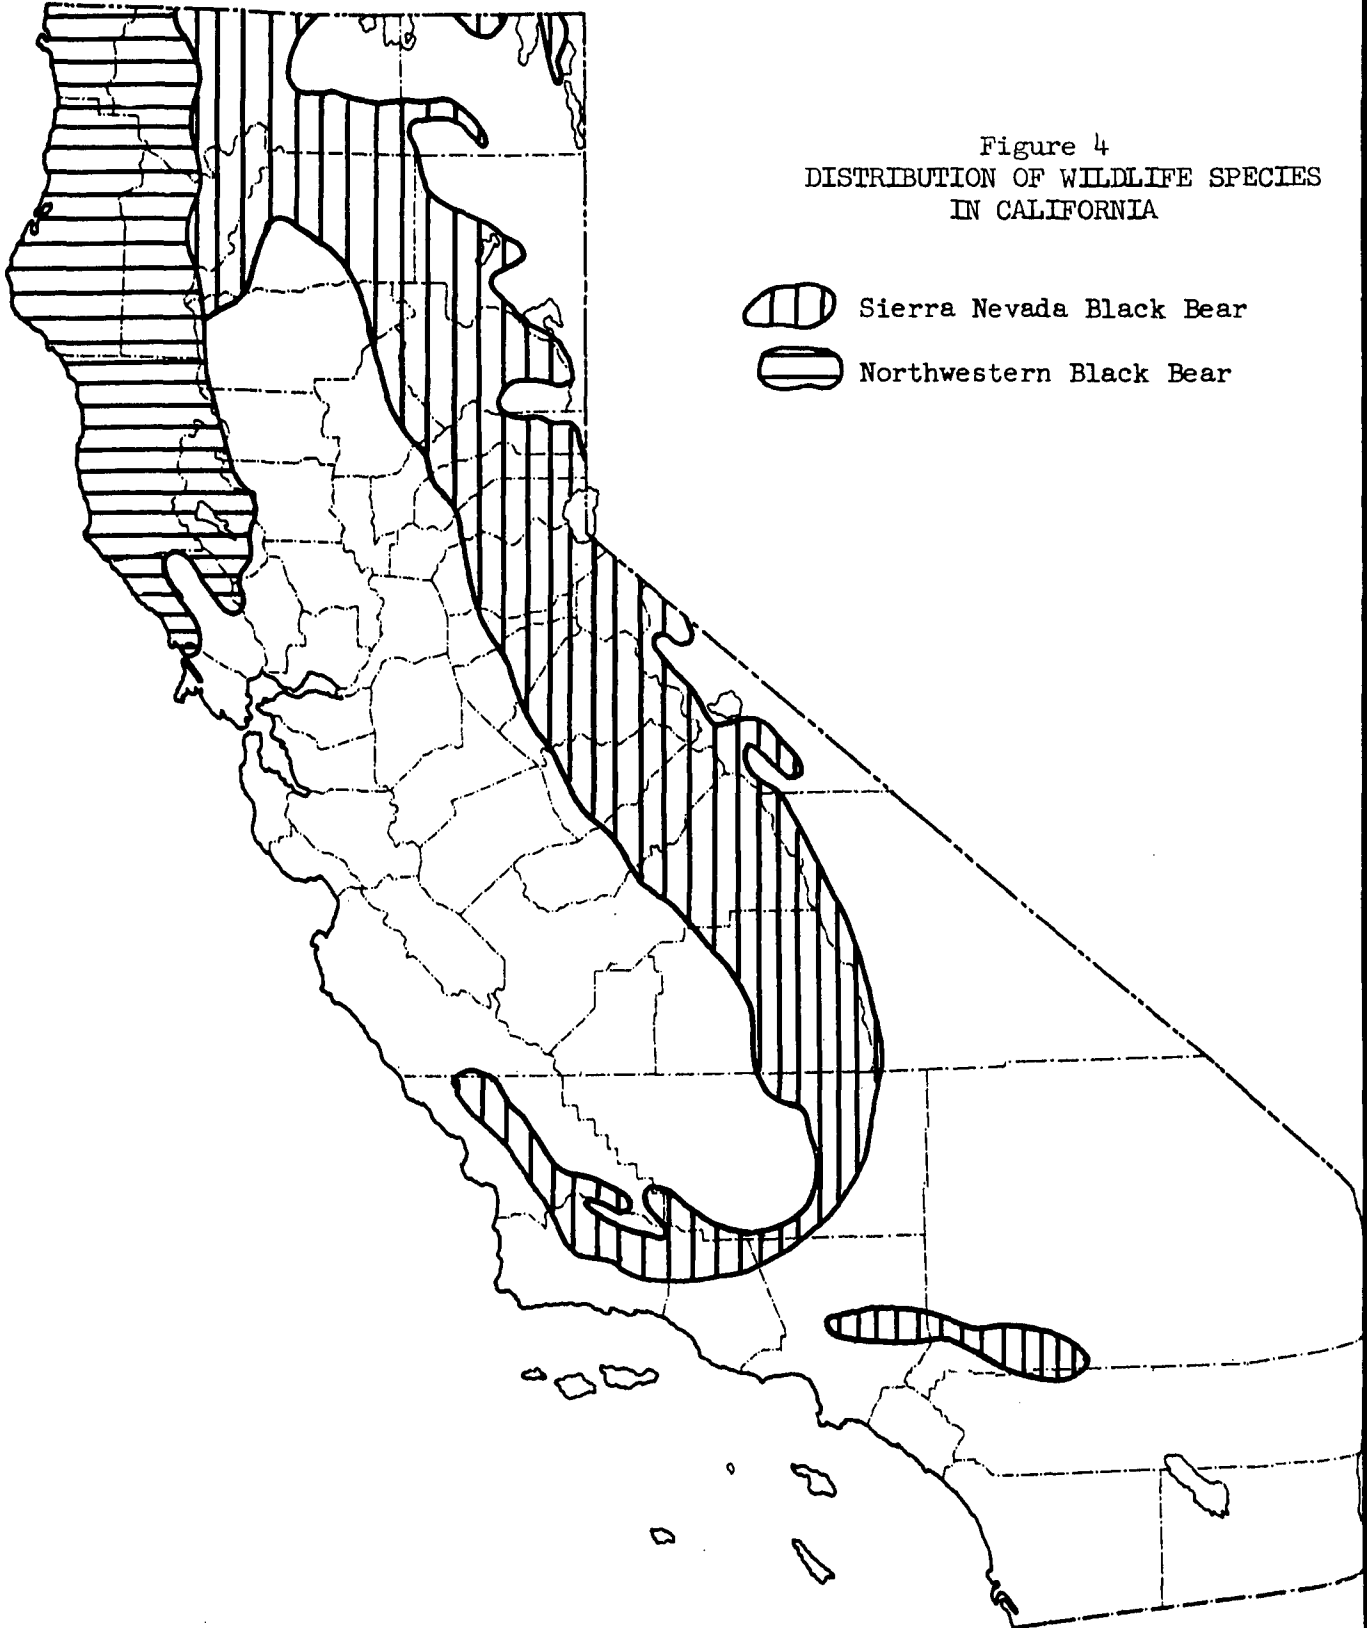 Figure 4
DISTRIBUTION OF WILDLIFE SPECIES
IN CALIFORNIA
Sierra Nevada Black Bear
Northwestern Black Bear